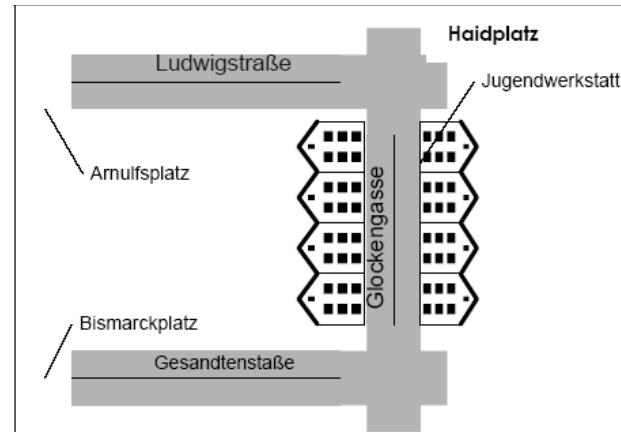 Haidplatz
Ludwigstraße
Jugendwerkstatt
Arnulfsplatz
Glockengasse
Bismarckplatz
Gesandtenstaße